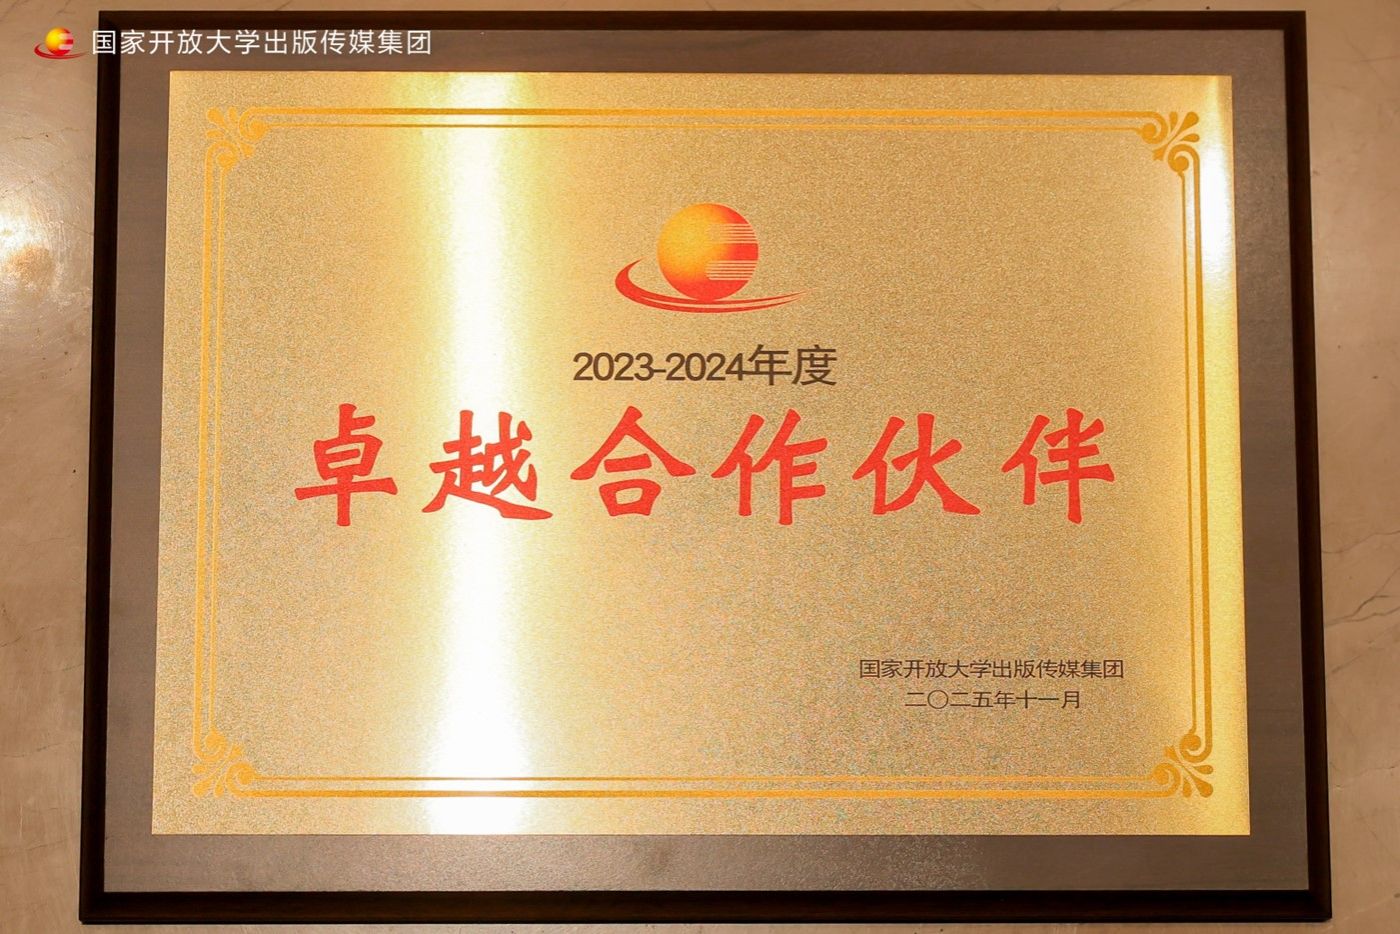 国家开放大学出版传媒集团
2023-2024年度
卓越合作伙伴
国家开放大学出版传媒集团
二〇二五年十一月